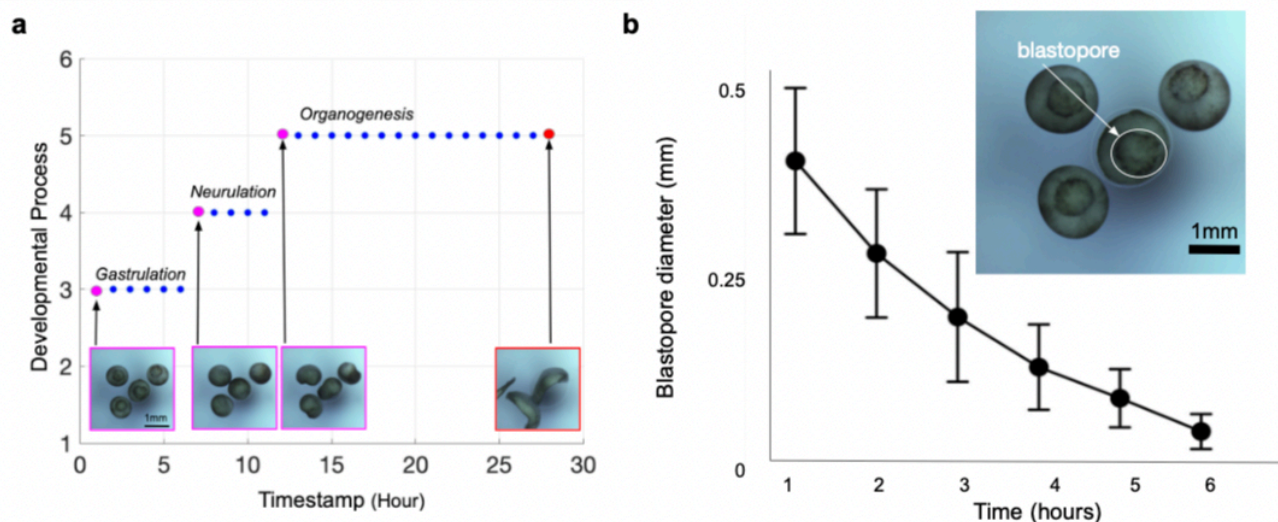 a
6
5
4
3
2
1
Developmental Process
Organogenesis
Neurulation
Gastrulation
1mm
0
5
10
15
20
25
30
Timestamp (Hour)
b
0.5
0.25
0
Blastopore diameter (mm)
blastopore
1mm
1
2
3
4
5
6
Time (hours)